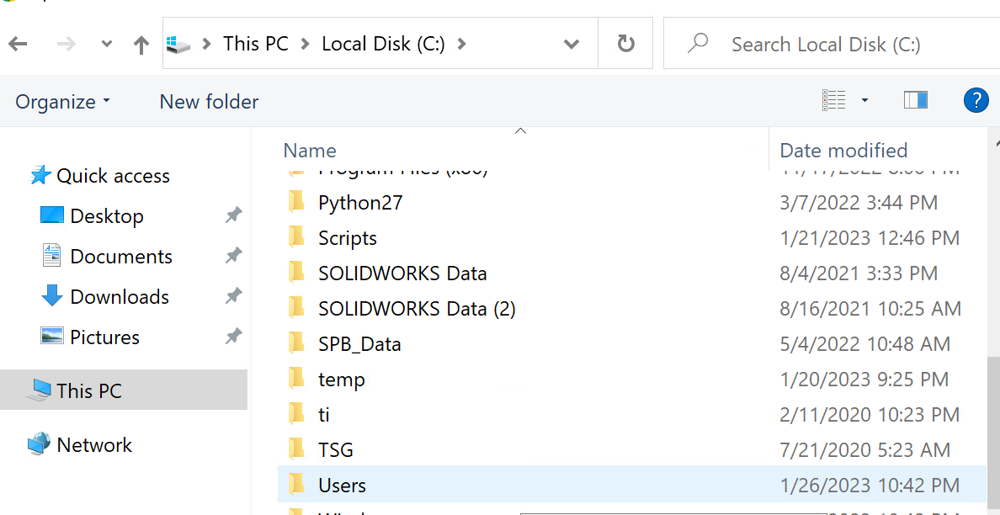 This PC > Local Disk (C:) >
Search Local Disk (C:)
Organize
New folder
?
Quick access
Desktop
Documents
Downloads
Pictures
This PC
Network
Name Date modified
Program Files (x86)
Python27 3/7/2022 3:44 PM
Scripts 1/21/2023 12:46 PM
SOLIDWORKS Data 8/4/2021 3:33 PM
SOLIDWORKS Data (2) 8/16/2021 10:25 AM
SPB_Data 5/4/2022 10:48 AM
temp 1/20/2023 9:25 PM
ti 2/11/2020 10:23 PM
TSG 7/21/2020 5:23 AM
Users 1/26/2023 10:42 PM